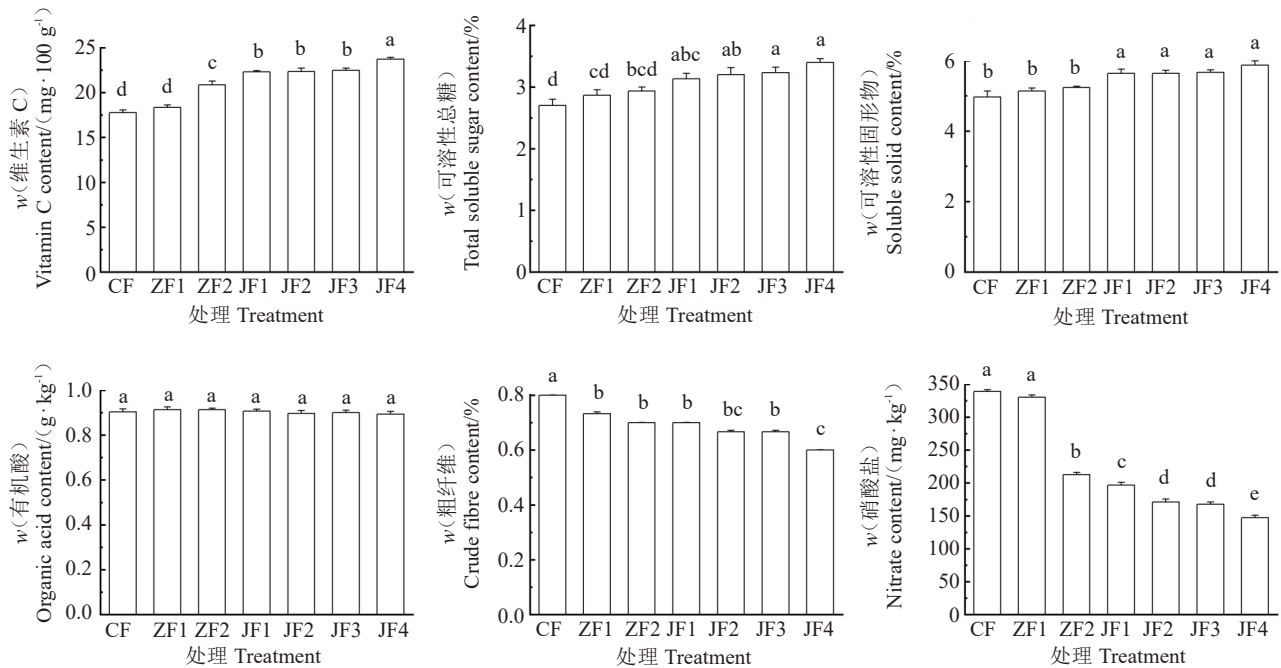 w(维生素 C)
Vitamin C content/(mg·100 g⁻¹)
25
20
15
10
5
0
d d c b b b a
CF ZF1 ZF2 JF1 JF2 JF3 JF4
处理 Treatment
w(可溶性总糖)
Total soluble sugar content/%
4
3
2
1
0
d cd bcd abc ab a a
CF ZF1 ZF2 JF1 JF2 JF3 JF4
处理 Treatment
w(可溶性固形物)
Soluble solid content/%
6
4
2
0
b b b a a a a
CF ZF1 ZF2 JF1 JF2 JF3 JF4
处理 Treatment
w(有机酸)
Organic acid content/(g·kg⁻¹)
1.0
0.8
0.6
0.4
0.2
0.0
a a a a a a a
CF ZF1 ZF2 JF1 JF2 JF3 JF4
处理 Treatment
w(粗纤维)
Crude fibre content/%
0.8
0.6
0.4
0.2
0.0
a b b b bc b c
CF ZF1 ZF2 JF1 JF2 JF3 JF4
处理 Treatment
w(硝酸盐)
Nitrate content/(mg·kg⁻¹)
350
300
250
200
150
100
50
0
a a b c d d e
CF ZF1 ZF2 JF1 JF2 JF3 JF4
处理 Treatment